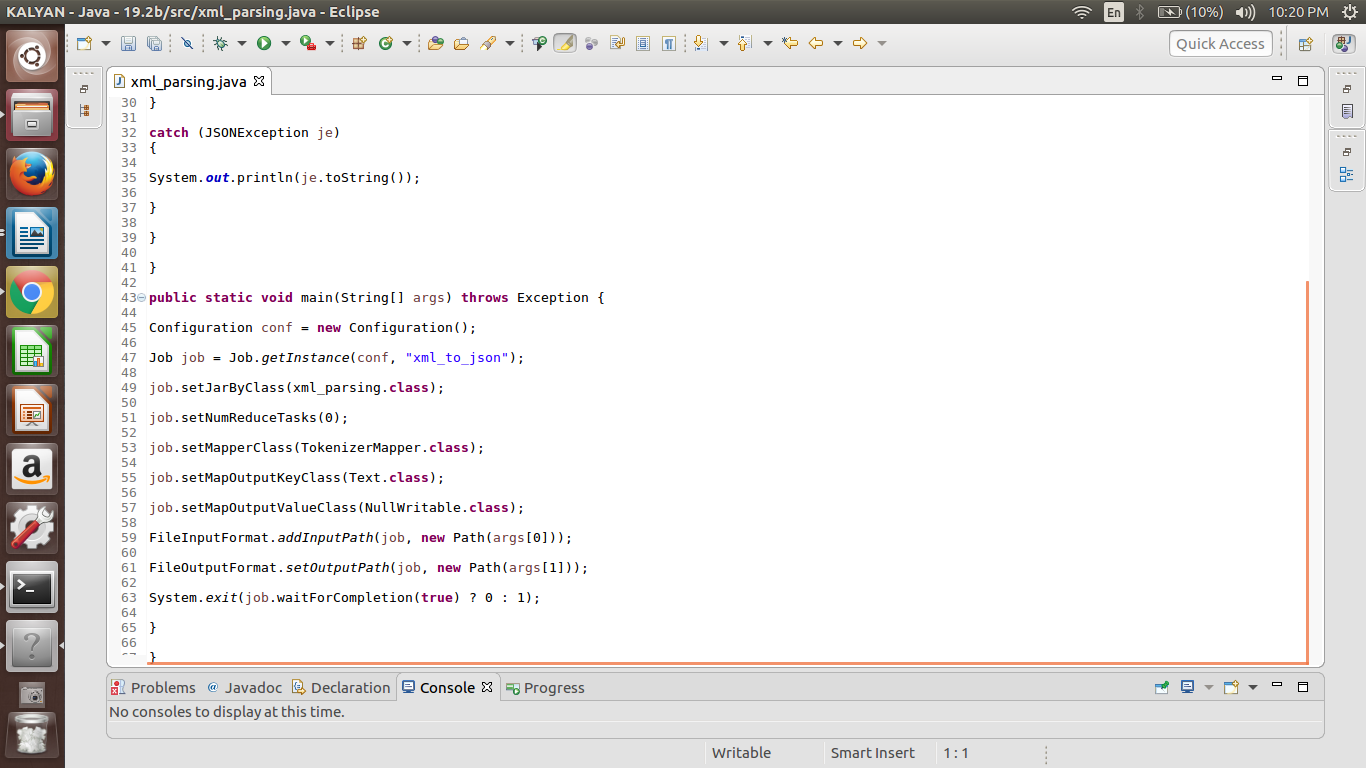 KALYAN - Java - 19.2b/src/xml_parsing.java - Eclipse
En
(10%)
10:20 PM
Quick Access
xml_parsing.java
30 }
31
32 catch (JSONException je)
33 {
34
35 System.out.println(je.toString());
36
37 }
38
39 }
40
41 }
42
43 public static void main(String[] args) throws Exception {
44
45 Configuration conf = new Configuration();
46
47 Job job = Job.getInstance(conf, "xml_to_json");
48
49 job.setJarByClass(xml_parsing.class);
50
51 job.setNumReduceTasks(0);
52
53 job.setMapperClass(TokenizerMapper.class);
54
55 job.setMapOutputKeyClass(Text.class);
56
57 job.setMapOutputValueClass(NullWritable.class);
58
59 FileInputFormat.addInputPath(job, new Path(args[0]));
60
61 FileOutputFormat.setOutputPath(job, new Path(args[1]));
62
63 System.exit(job.waitForCompletion(true) ? 0 : 1);
64
65 }
66
67 }
Problems @ Javadoc Declaration Console Progress
No consoles to display at this time.
Writable Smart Insert 1 : 1